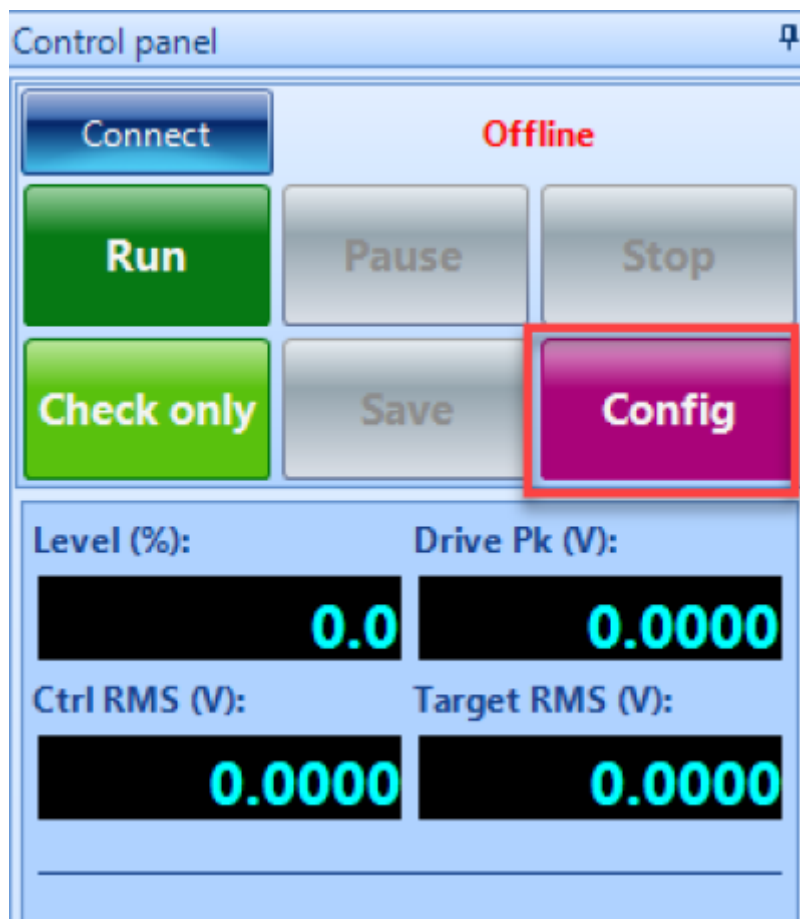 Control panel
Connect Offline
Run Pause Stop
Check only Save Config
Level (%): Drive Pk (V):
0.0 0.0000
Ctrl RMS (V): Target RMS (V):
0.0000 0.0000